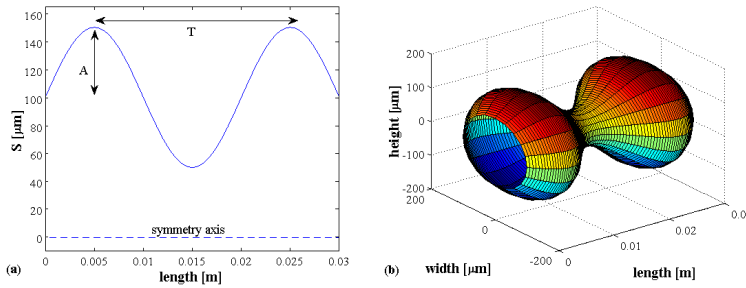 160
140
120
100
80
60
40
20
0
S [μm]
T
A
symmetry axis
0
0.005
0.01
0.015
0.02
0.025
0.03
(a)
length [m]
200
100
0
-100
-200
height [μm]
200
0
-200
width [μm]
0
0.01
0.02
0.0
length [m]
(b)